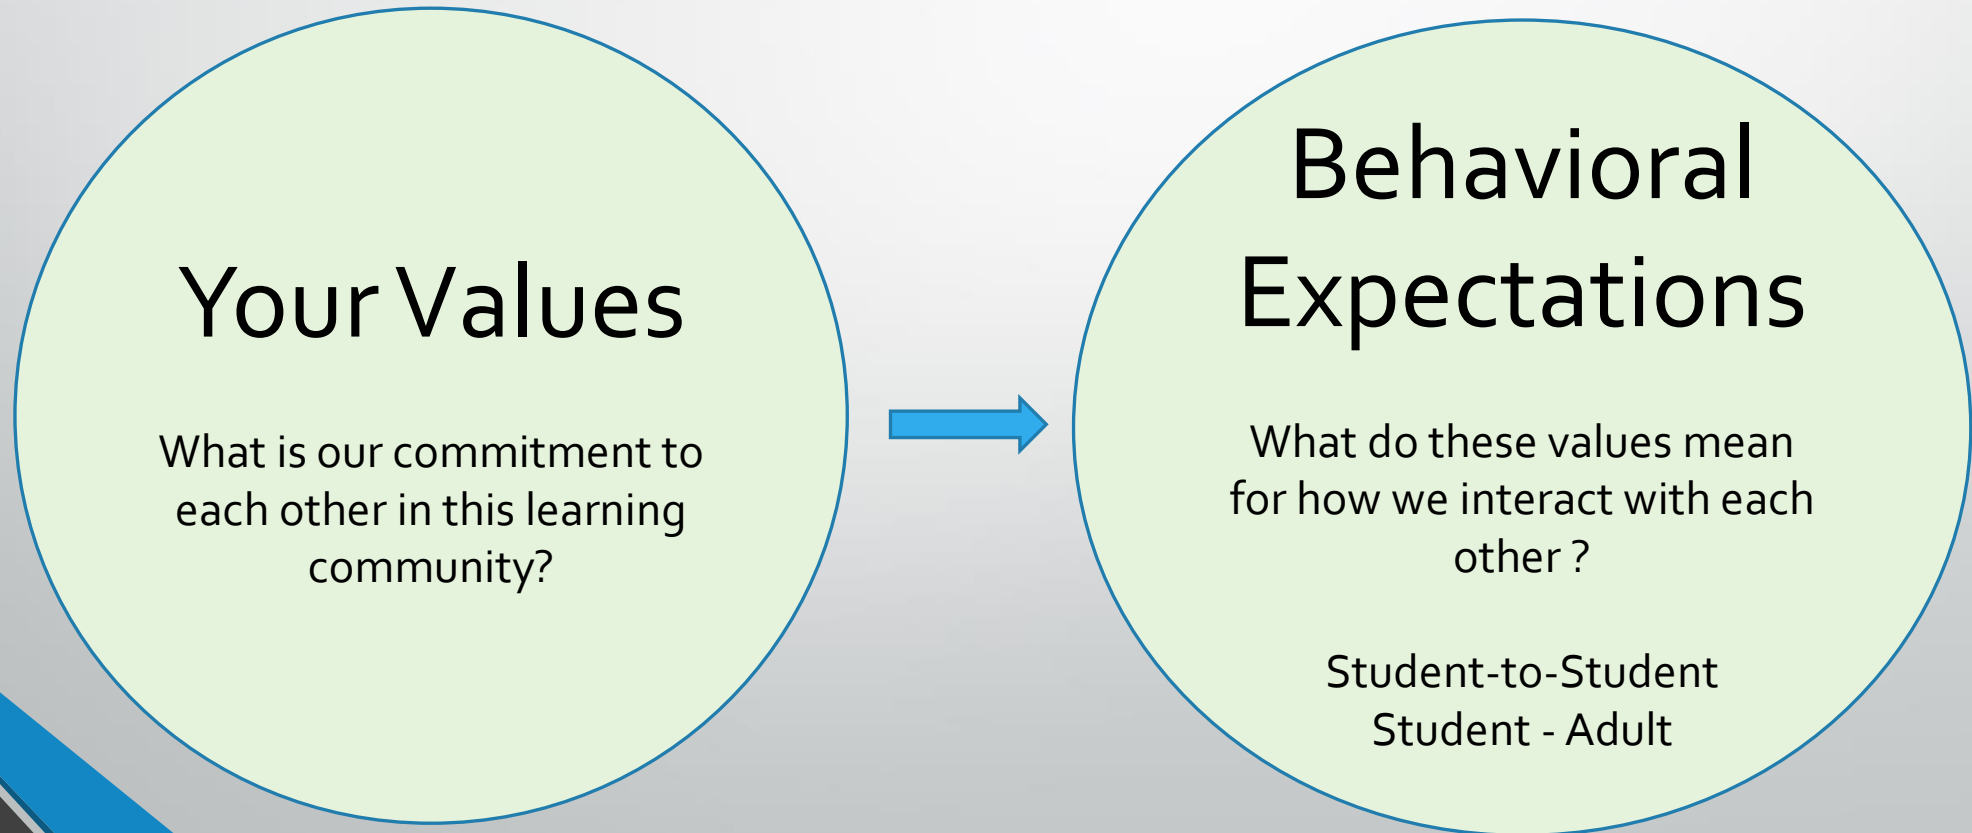 Your Values
What is our commitment to
each other in this learning
community?
Behavioral
Expectations
What do these values mean
for how we interact with each
other ?
Student-to-Student
Student - Adult